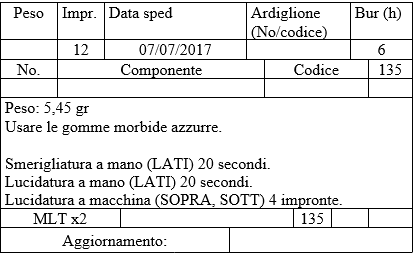 Peso Impr. Data sped Ardiglione (No/codice) Bur (h)
12 07/07/2017 6
No. Componente Codice 135
Peso: 5,45 gr
Usare le gomme morbide azzurre.
Smerigliatura a mano (LATI) 20 secondi.
Lucidatura a mano (LATI) 20 secondi.
Lucidatura a macchina (SOPRA, SOTT) 4 impronte.
MLT x2 135
Aggiornamento: